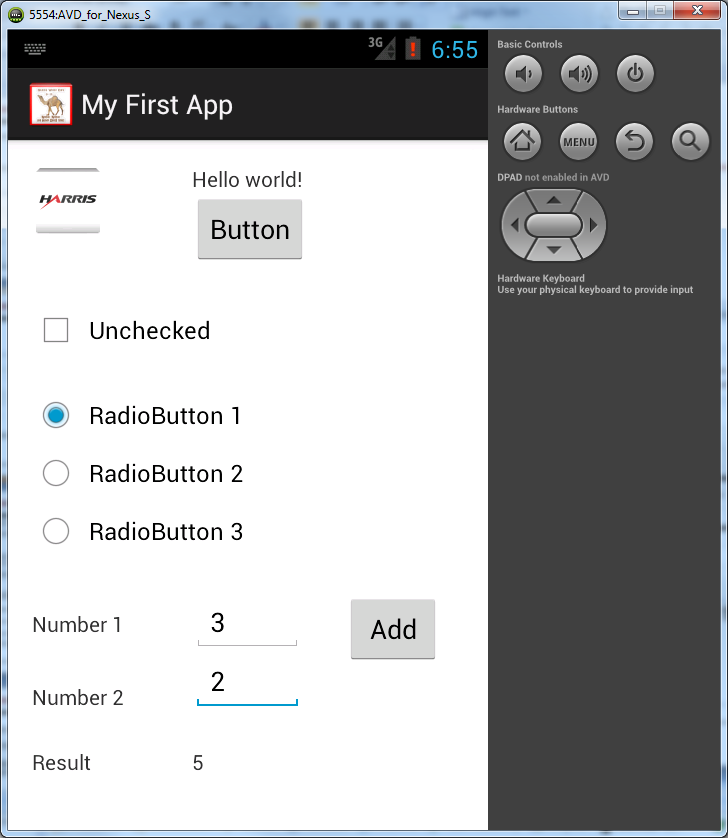 5554:AVD_for_Nexus_S
3G 6:55
My First App
HARRIS
Hello world!
Button
Unchecked
RadioButton 1
RadioButton 2
RadioButton 3
Number 1 3 Add
Number 2 2
Result 5
Basic Controls
Hardware Buttons
MENU
DPAD not enabled in AVD
Hardware Keyboard
Use your physical keyboard to provide input